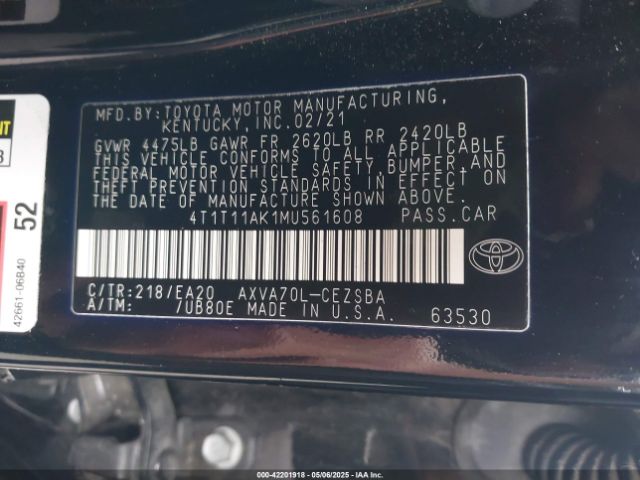 MFD.BY:TOYOTA MOTOR MANUFACTURING,
KENTUCKY,INC.02/21
GVWR 4475LB GAWR FR 2620LB RR 2420LB
THIS VEHICLE CONFORMS TO ALL APPLICABLE
FEDERAL MOTOR VEHICLE SAFETY,BUMPER,AND
THEFT PREVENTION STANDARDS IN EFFECT ON
THE DATE OF MANUFACTURE SHOWN ABOVE.
4T1T11AK1MU561608 PASS.CAR
C/TR:218/EA20 AXVA70L-CEZSBA
A/TM: /UB80E MADE IN U.S.A. 63530
52
42661-06B40
000-42201918 - 05/06/2025 - IAAI.com